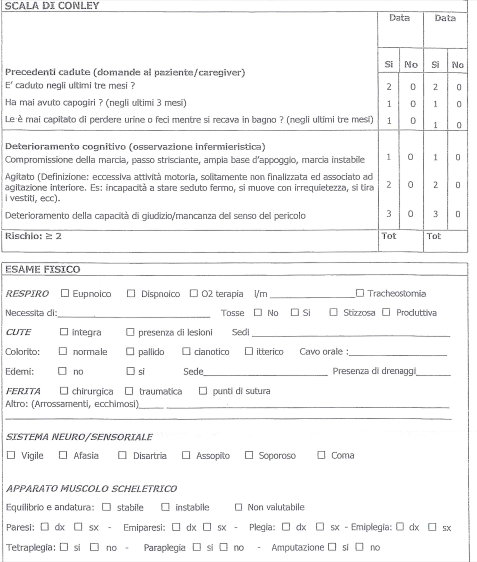 SCALA DI CONLEY
Data Data
Si No Si No
Precedenti cadute (domande al paziente/caregiver)
E' caduto negli ultimi tre mesi ? 2 0 2 0
Ha mai avuto capogiri ? (negli ultimi 3 mesi) 1 0 1 0
Le è mai capitato di perdere urine o feci mentre si recava in bagno ? (negli ultimi tre mesi) 1 0 1 0
Deterioramento cognitivo (osservazione infermieristica)
Compromissione della marcia, passo strisciante, ampia base d'appoggio, marcia instabile 1 0 1 0
Agitato (Definizione: eccessiva attività motoria, solitamente non finalizzata ed associato ad
agitazione interiore. Es: incapacità a stare seduto fermo, si muove con irrequietezza, si tira 2 0 2 0
i vestiti, ecc).
Deterioramento della capacità di giudizio/mancanza del senso del pericolo 3 0 3 0
Rischio: ≥ 2 Tot Tot
ESAME FISICO
RESPIRO ☐ Eupnoico ☐ Dispnoico ☐ O2 terapia l/m ☐ Tracheostomia
Necessita di: Tosse ☐ No ☐ Si ☐ Stizzosa ☐ Produttiva
CUTE ☐ integra ☐ presenza di lesioni Sedi
Colorito: ☐ normale ☐ pallido ☐ cianotico ☐ itterico Cavo orale :
Edemi: ☐ no ☐ si Sede Presenza di drenaggi
FERITA ☐ chirurgica ☐ traumatica ☐ punti di sutura
Altro: (Arrossamenti, ecchimosi)
SISTEMA NEURO/SENSORIALE
☐ Vigile ☐ Afasia ☐ Disartria ☐ Assopito ☐ Soporoso ☐ Coma
APPARATO MUSCOLO SCHELETRICO
Equilibrio e andatura: ☐ stabile ☐ instabile ☐ Non valutabile
Paresi: ☐ dx ☐ sx - Emiparesi: ☐ dx ☐ sx - Plegia: ☐ dx ☐ sx - Emiplegia: ☐ dx ☐ sx
Tetraplegia: ☐ si ☐ no - Paraplegia ☐ si ☐ no - Amputazione ☐ si ☐ no